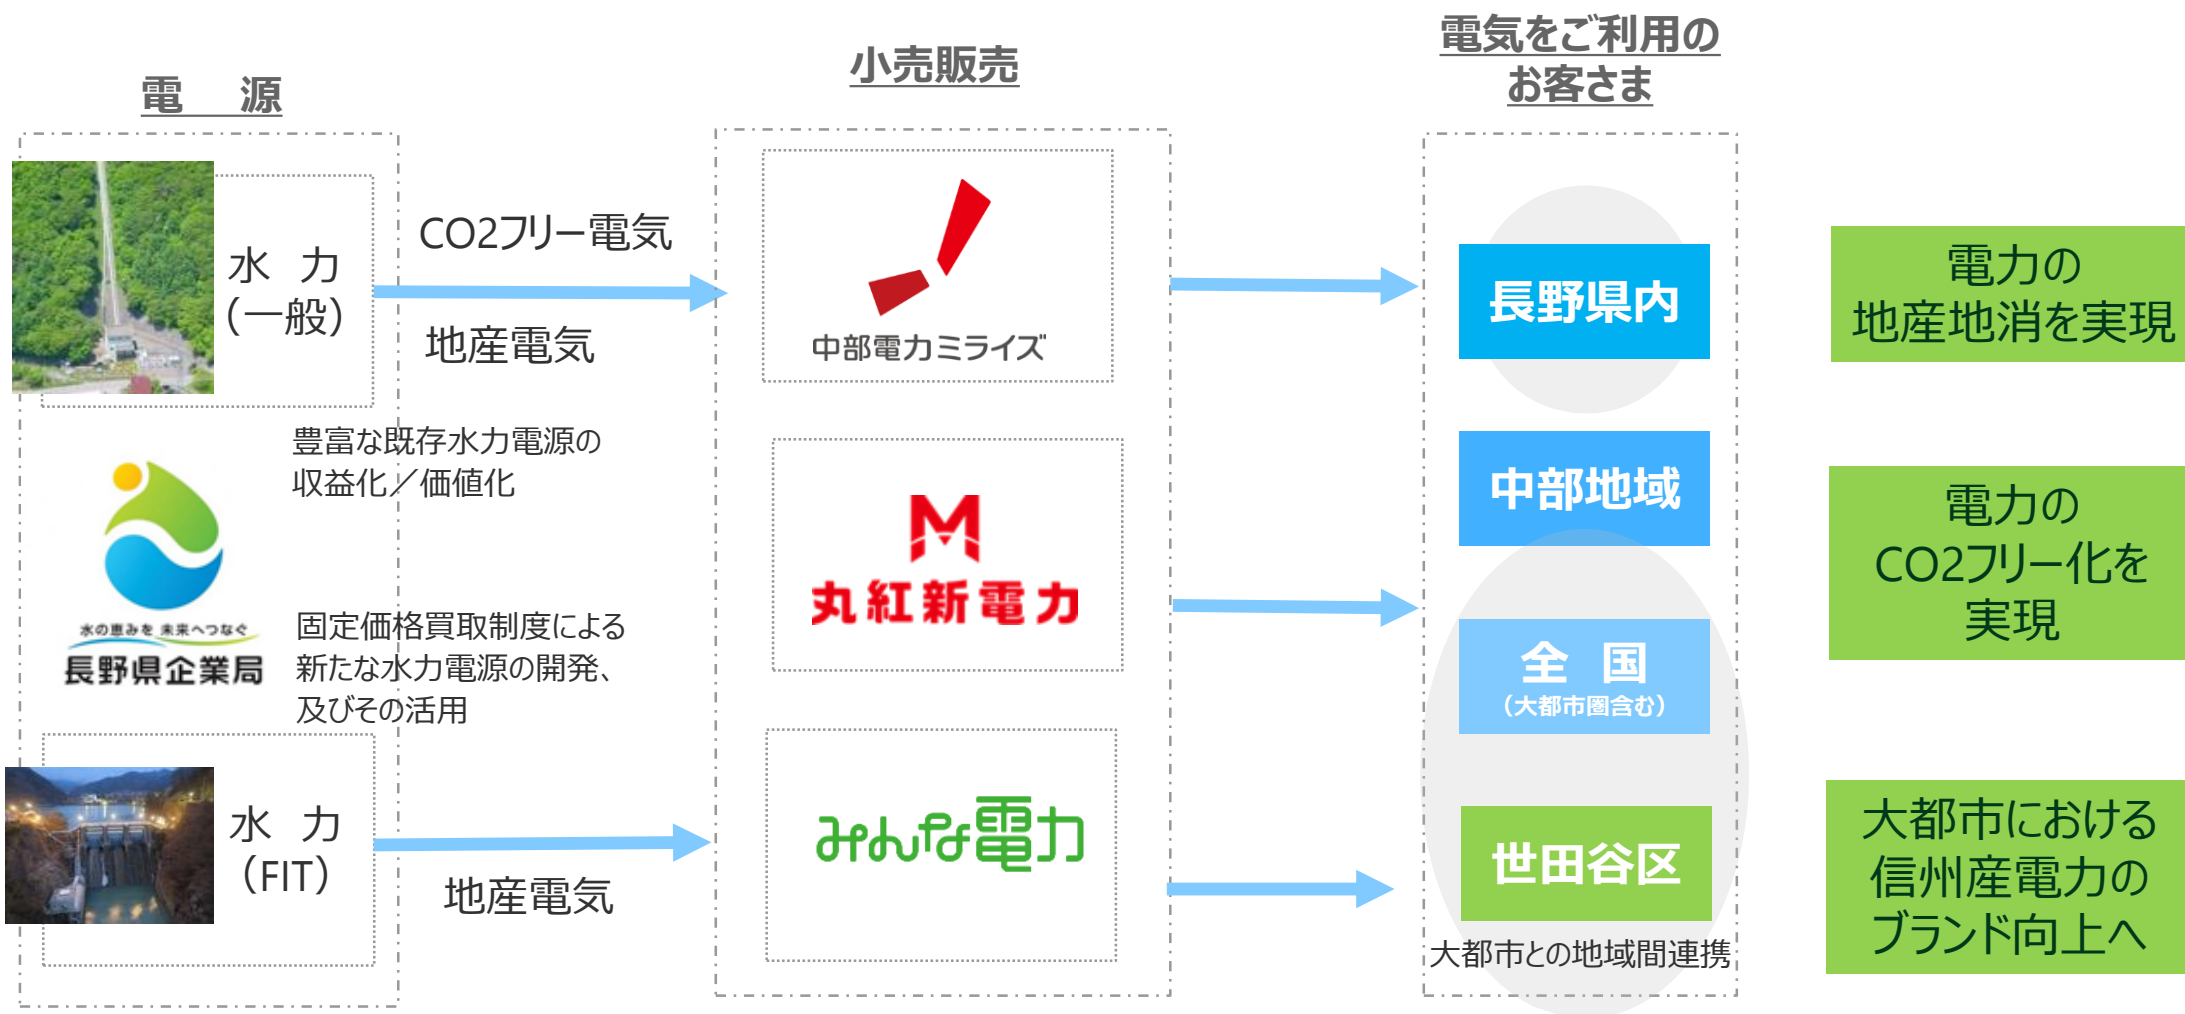 電　源
水 力
（一般）
豊富な既存水力電源の
収益化／価値化
水の恵みを 未来へつなぐ
長野県企業局
固定価格買取制度による
新たな水力電源の開発、
及びその活用
水 力
（FIT）
CO2フリー電気
地産電気
地産電気
小売販売
中部電力ミライズ
丸紅新電力
みんな電力
電気をご利用の
お客さま
長野県内
中部地域
全 国
（大都市圏含む）
世田谷区
大都市との地域間連携
電力の
地産地消を実現
電力の
CO2フリー化を
実現
大都市における
信州産電力の
ブランド向上へ